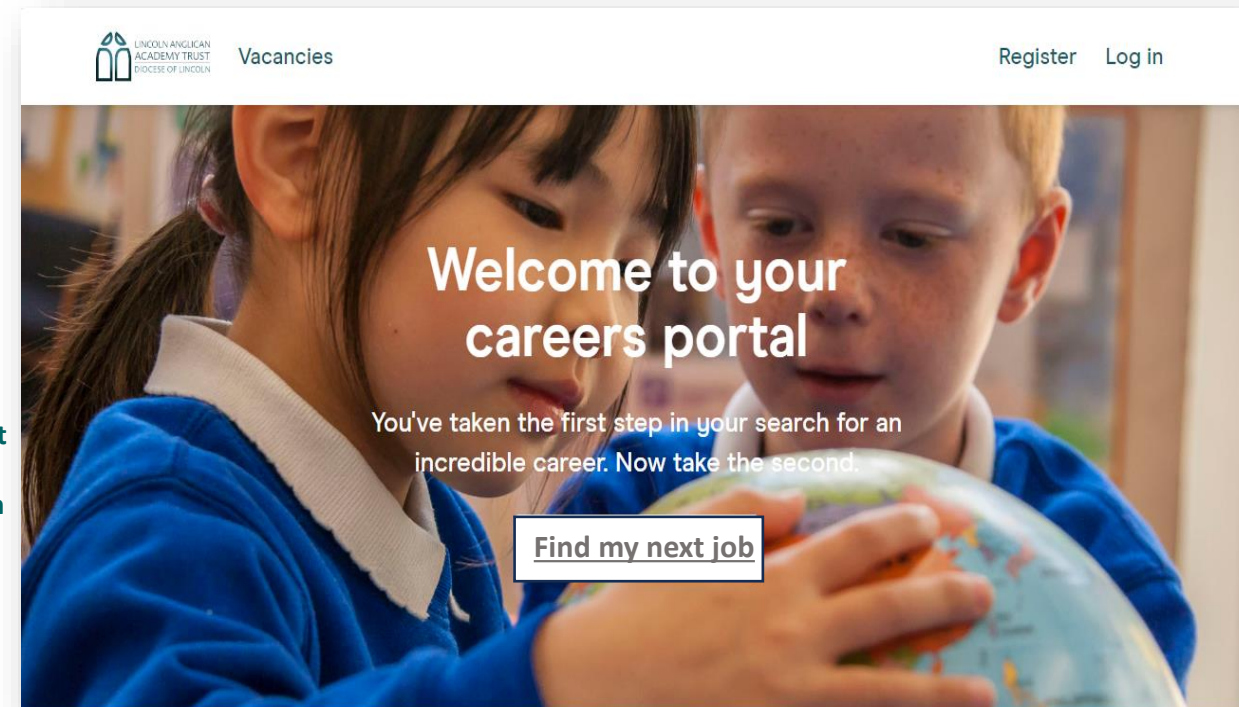 LINCOLN ANGLICAN
ACADEMY TRUST
DIOCESE OF LINCOLN
Vacancies
Register
Log in
Welcome to your
careers portal
You've taken the first step in your search for an
incredible career. Now take the second.
Find my next job